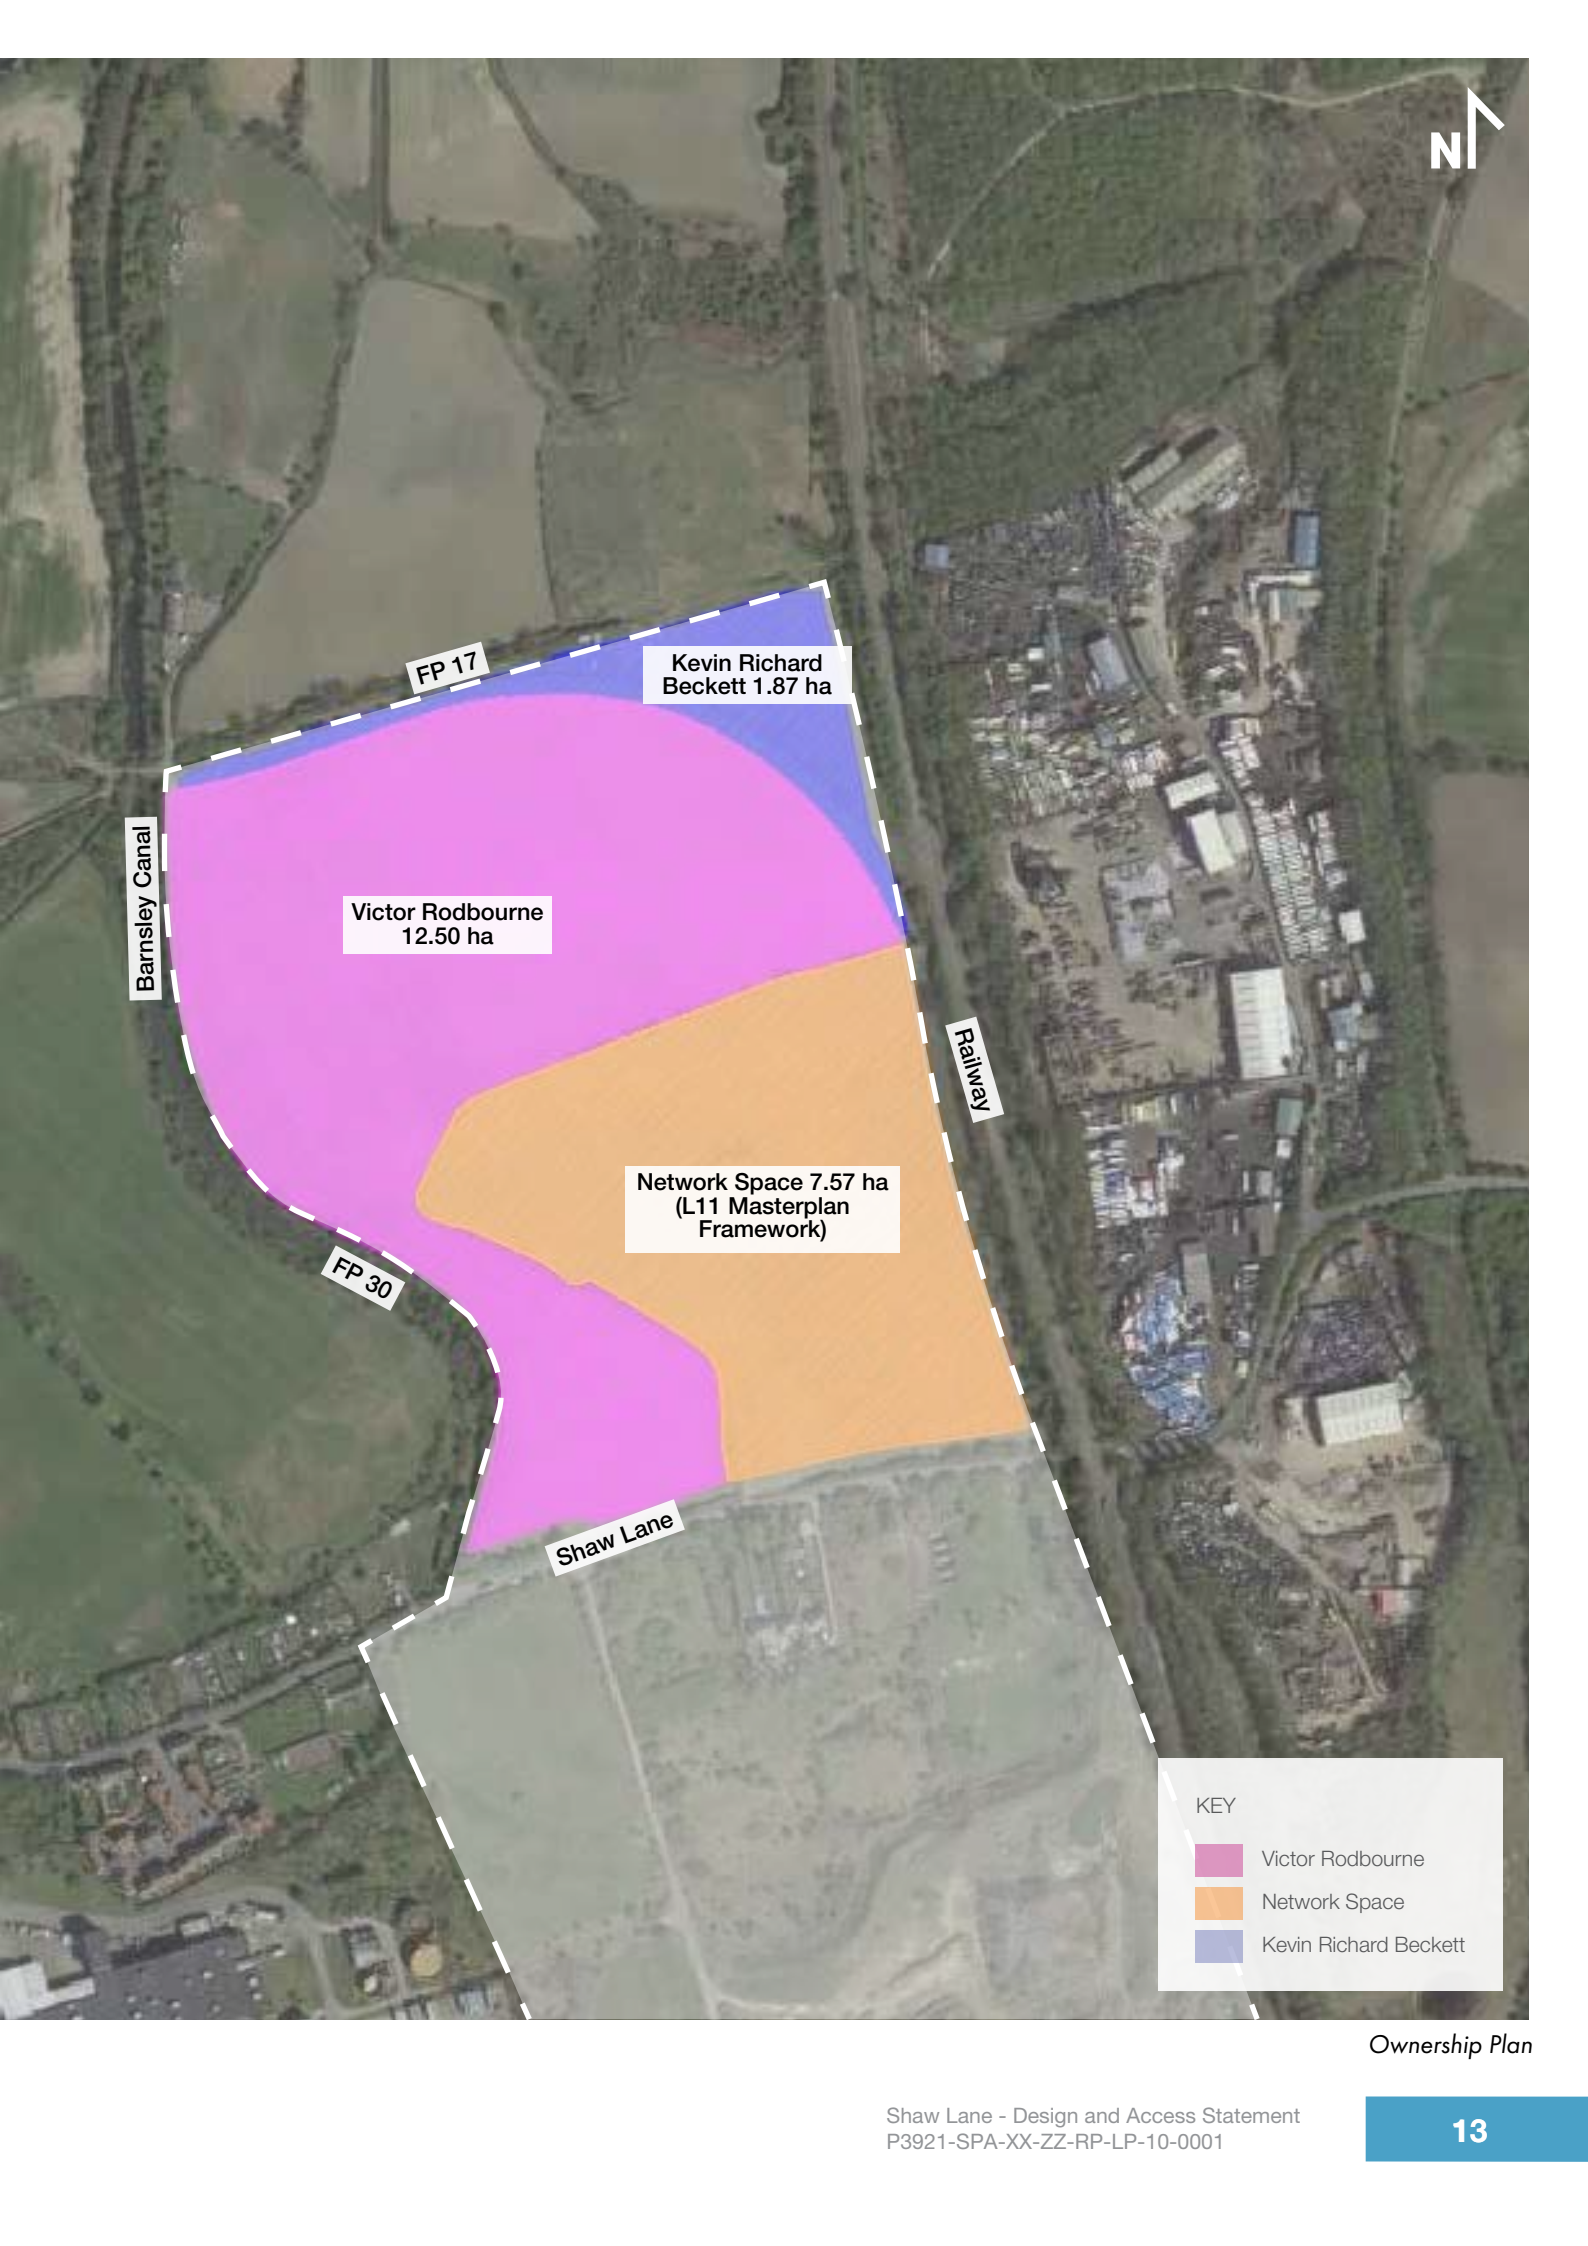 N
Kevin Richard
Beckett 1.87 ha
FP 17
Barnsley Canal
Victor Rodbourne
12.50 ha
Railway
Network Space 7.57 ha
(L11 Masterplan
Framework)
FP 30
Shaw Lane
KEY
Victor Rodbourne
Network Space
Kevin Richard Beckett
Ownership Plan
Shaw Lane - Design and Access Statement
P3921-SPA-XX-ZZ-RP-LP-10-0001
13